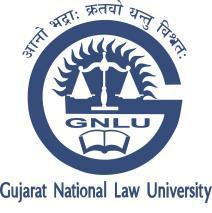 आनो भद्राः क्रतवो यन्तु विश्वतः
GNLU
Gujarat National Law University